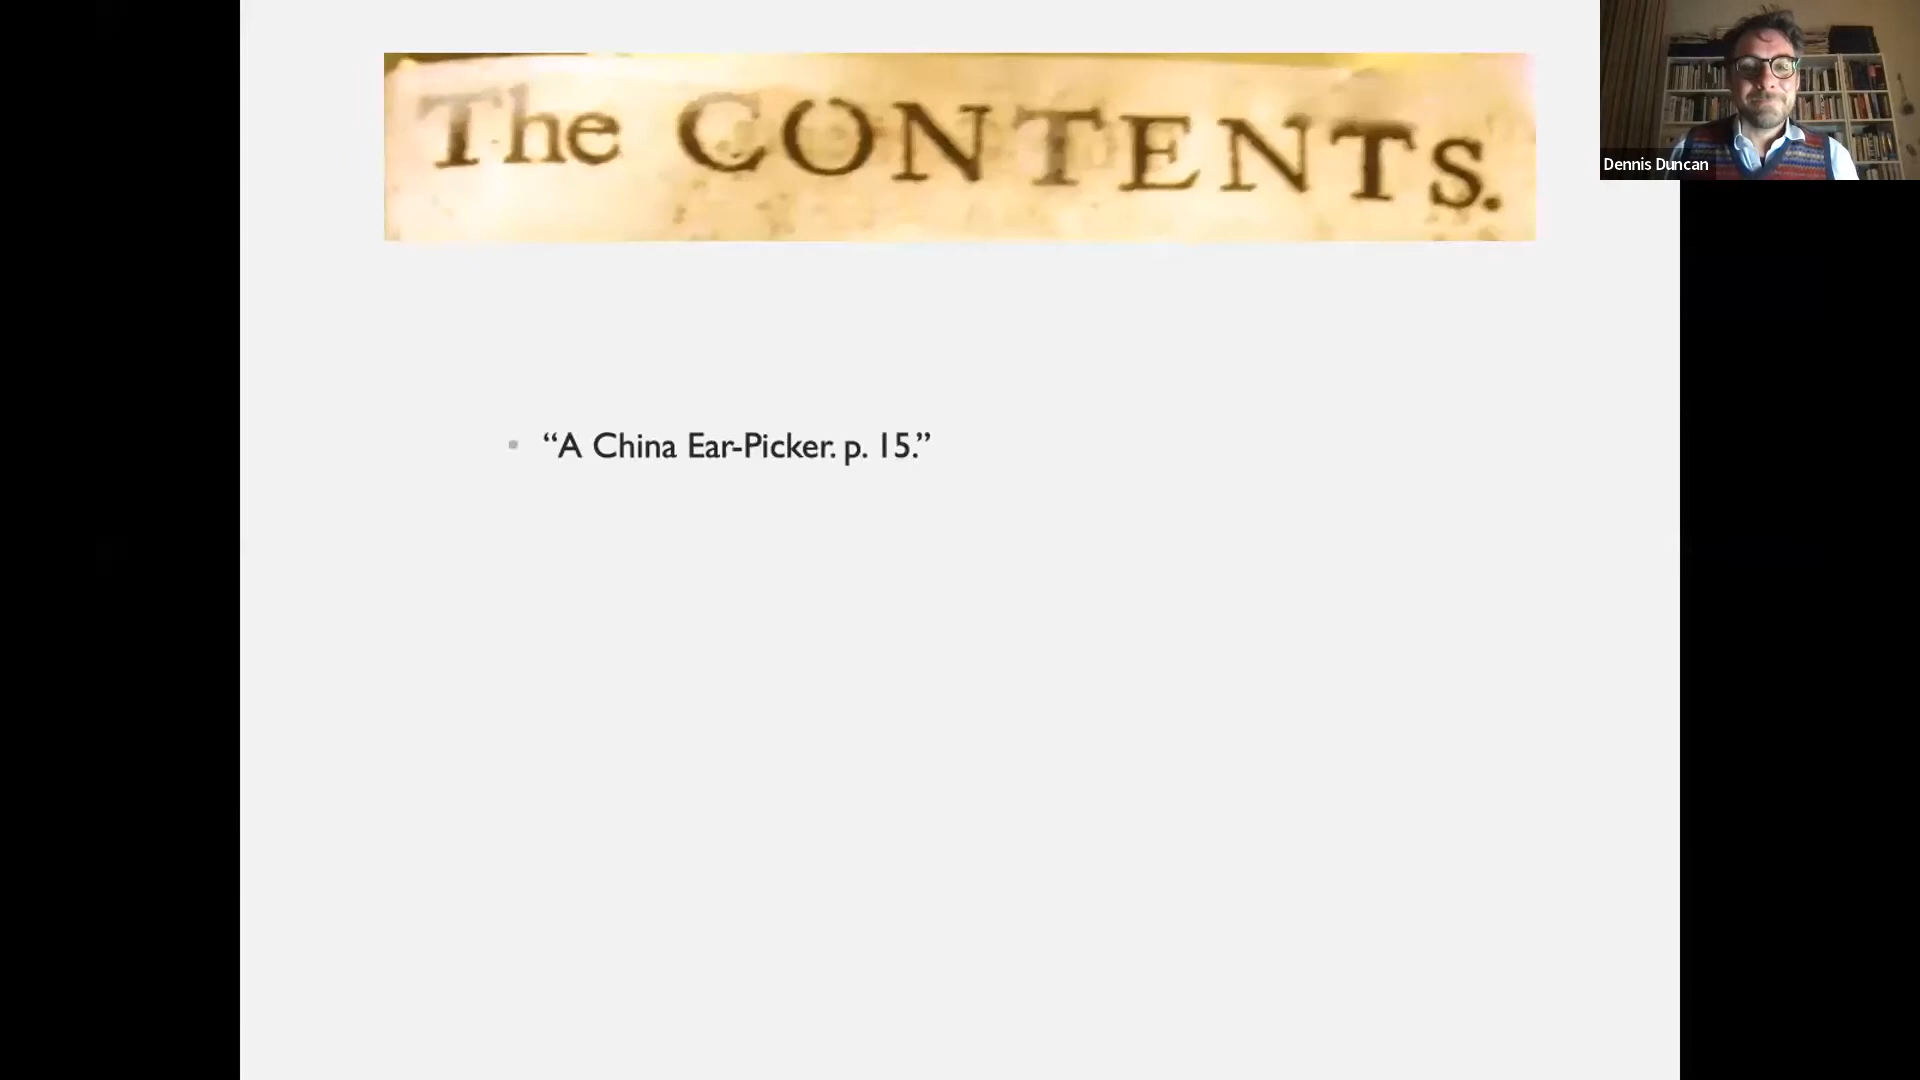 The CONTENTS.
Dennis Duncan
“A China Ear-Picker. p. 15.”